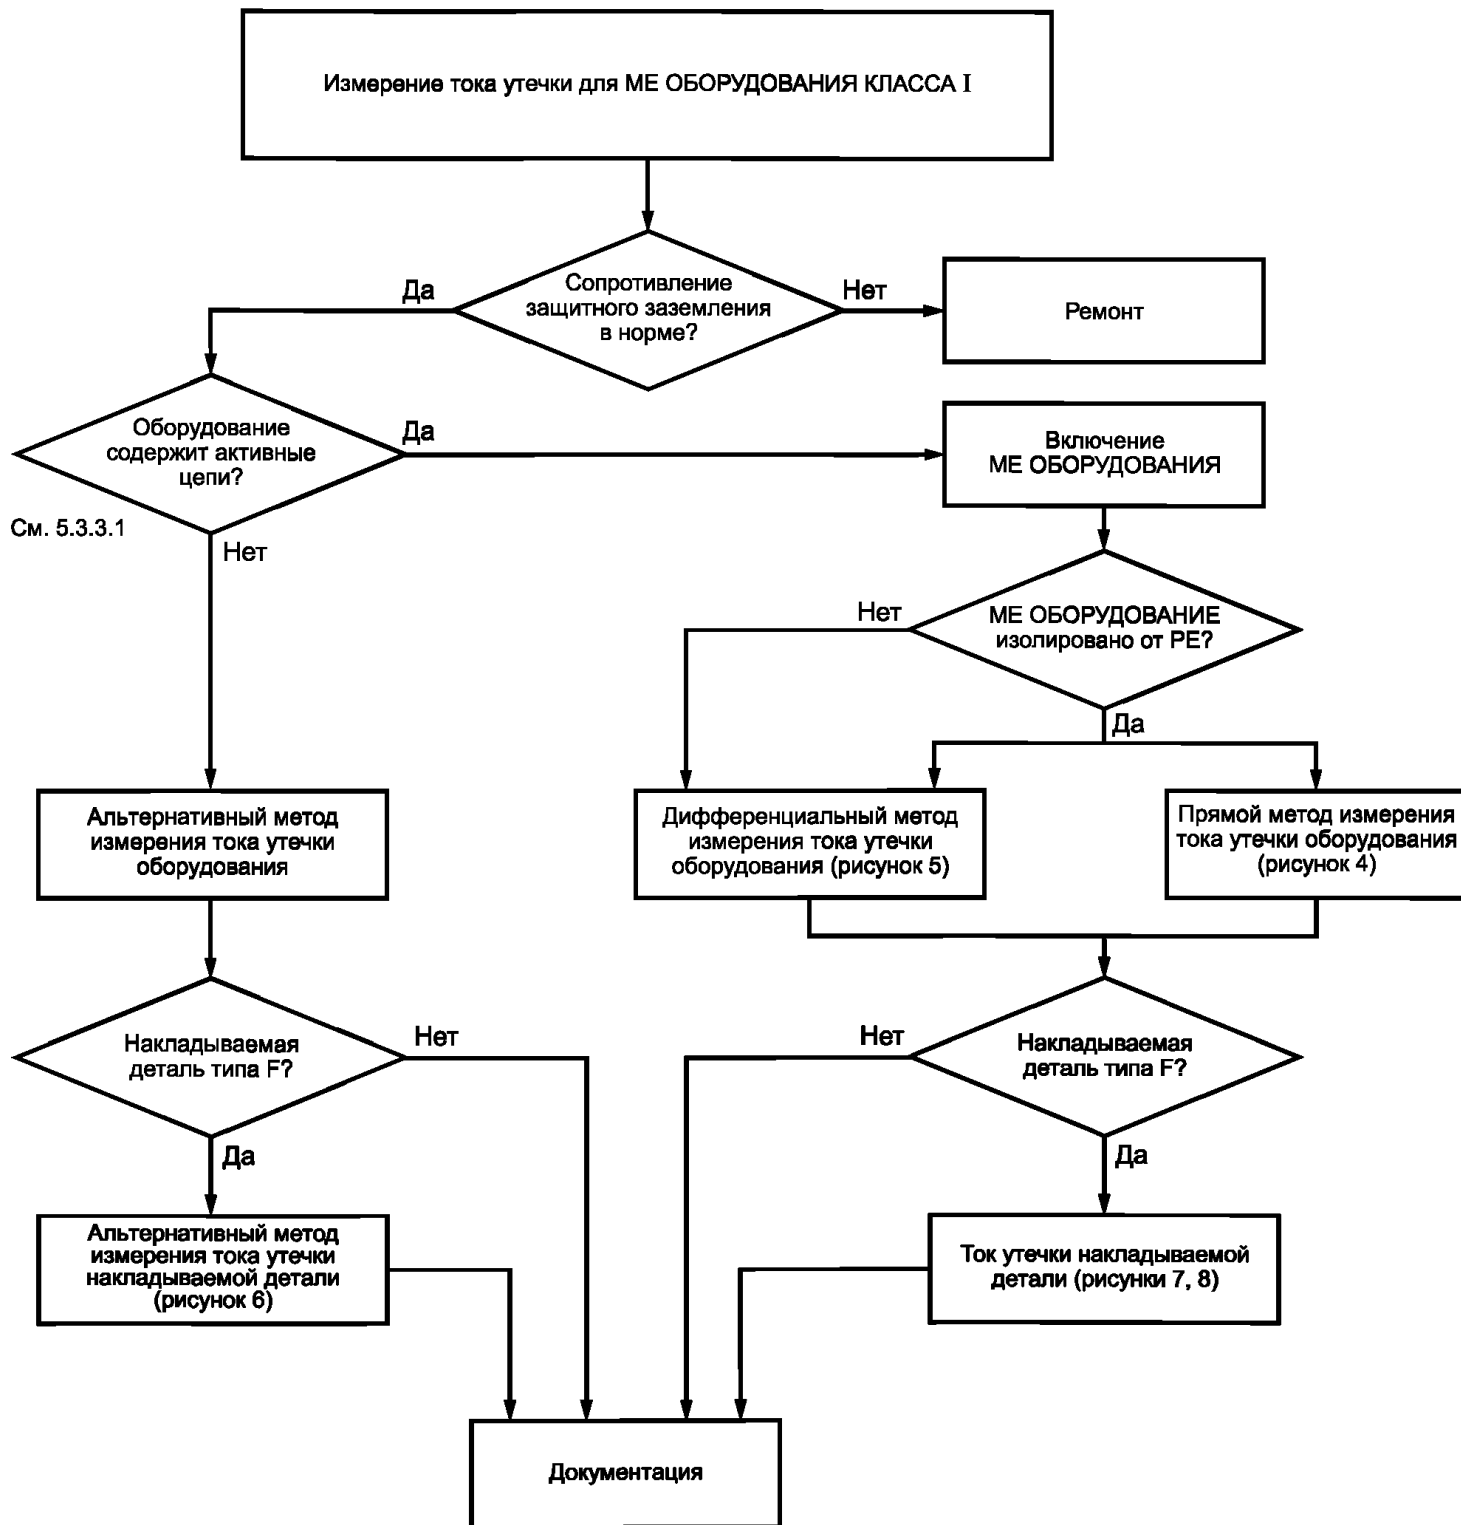 Измерение тока утечки для МЕ ОБОРУДОВАНИЯ КЛАССА I
Сопротивление
защитного заземления
в норме?
Да
Нет
Ремонт
Оборудование
содержит активные
цепи?
Да
Включение
МЕ ОБОРУДОВАНИЯ
См. 5.3.3.1
Нет
Нет
МЕ ОБОРУДОВАНИЕ
изолировано от РЕ?
Да
Альтернативный метод
измерения тока утечки
оборудования
Дифференциальный метод
измерения тока утечки
оборудования (рисунок 5)
Прямой метод измерения
тока утечки оборудования
(рисунок 4)
Накладываемая
деталь типа F?
Нет
Нет
Накладываемая
деталь типа F?
Да
Да
Альтернативный метод
измерения тока утечки
накладываемой детали
(рисунок 6)
Ток утечки накладываемой
детали (рисунки 7, 8)
Документация